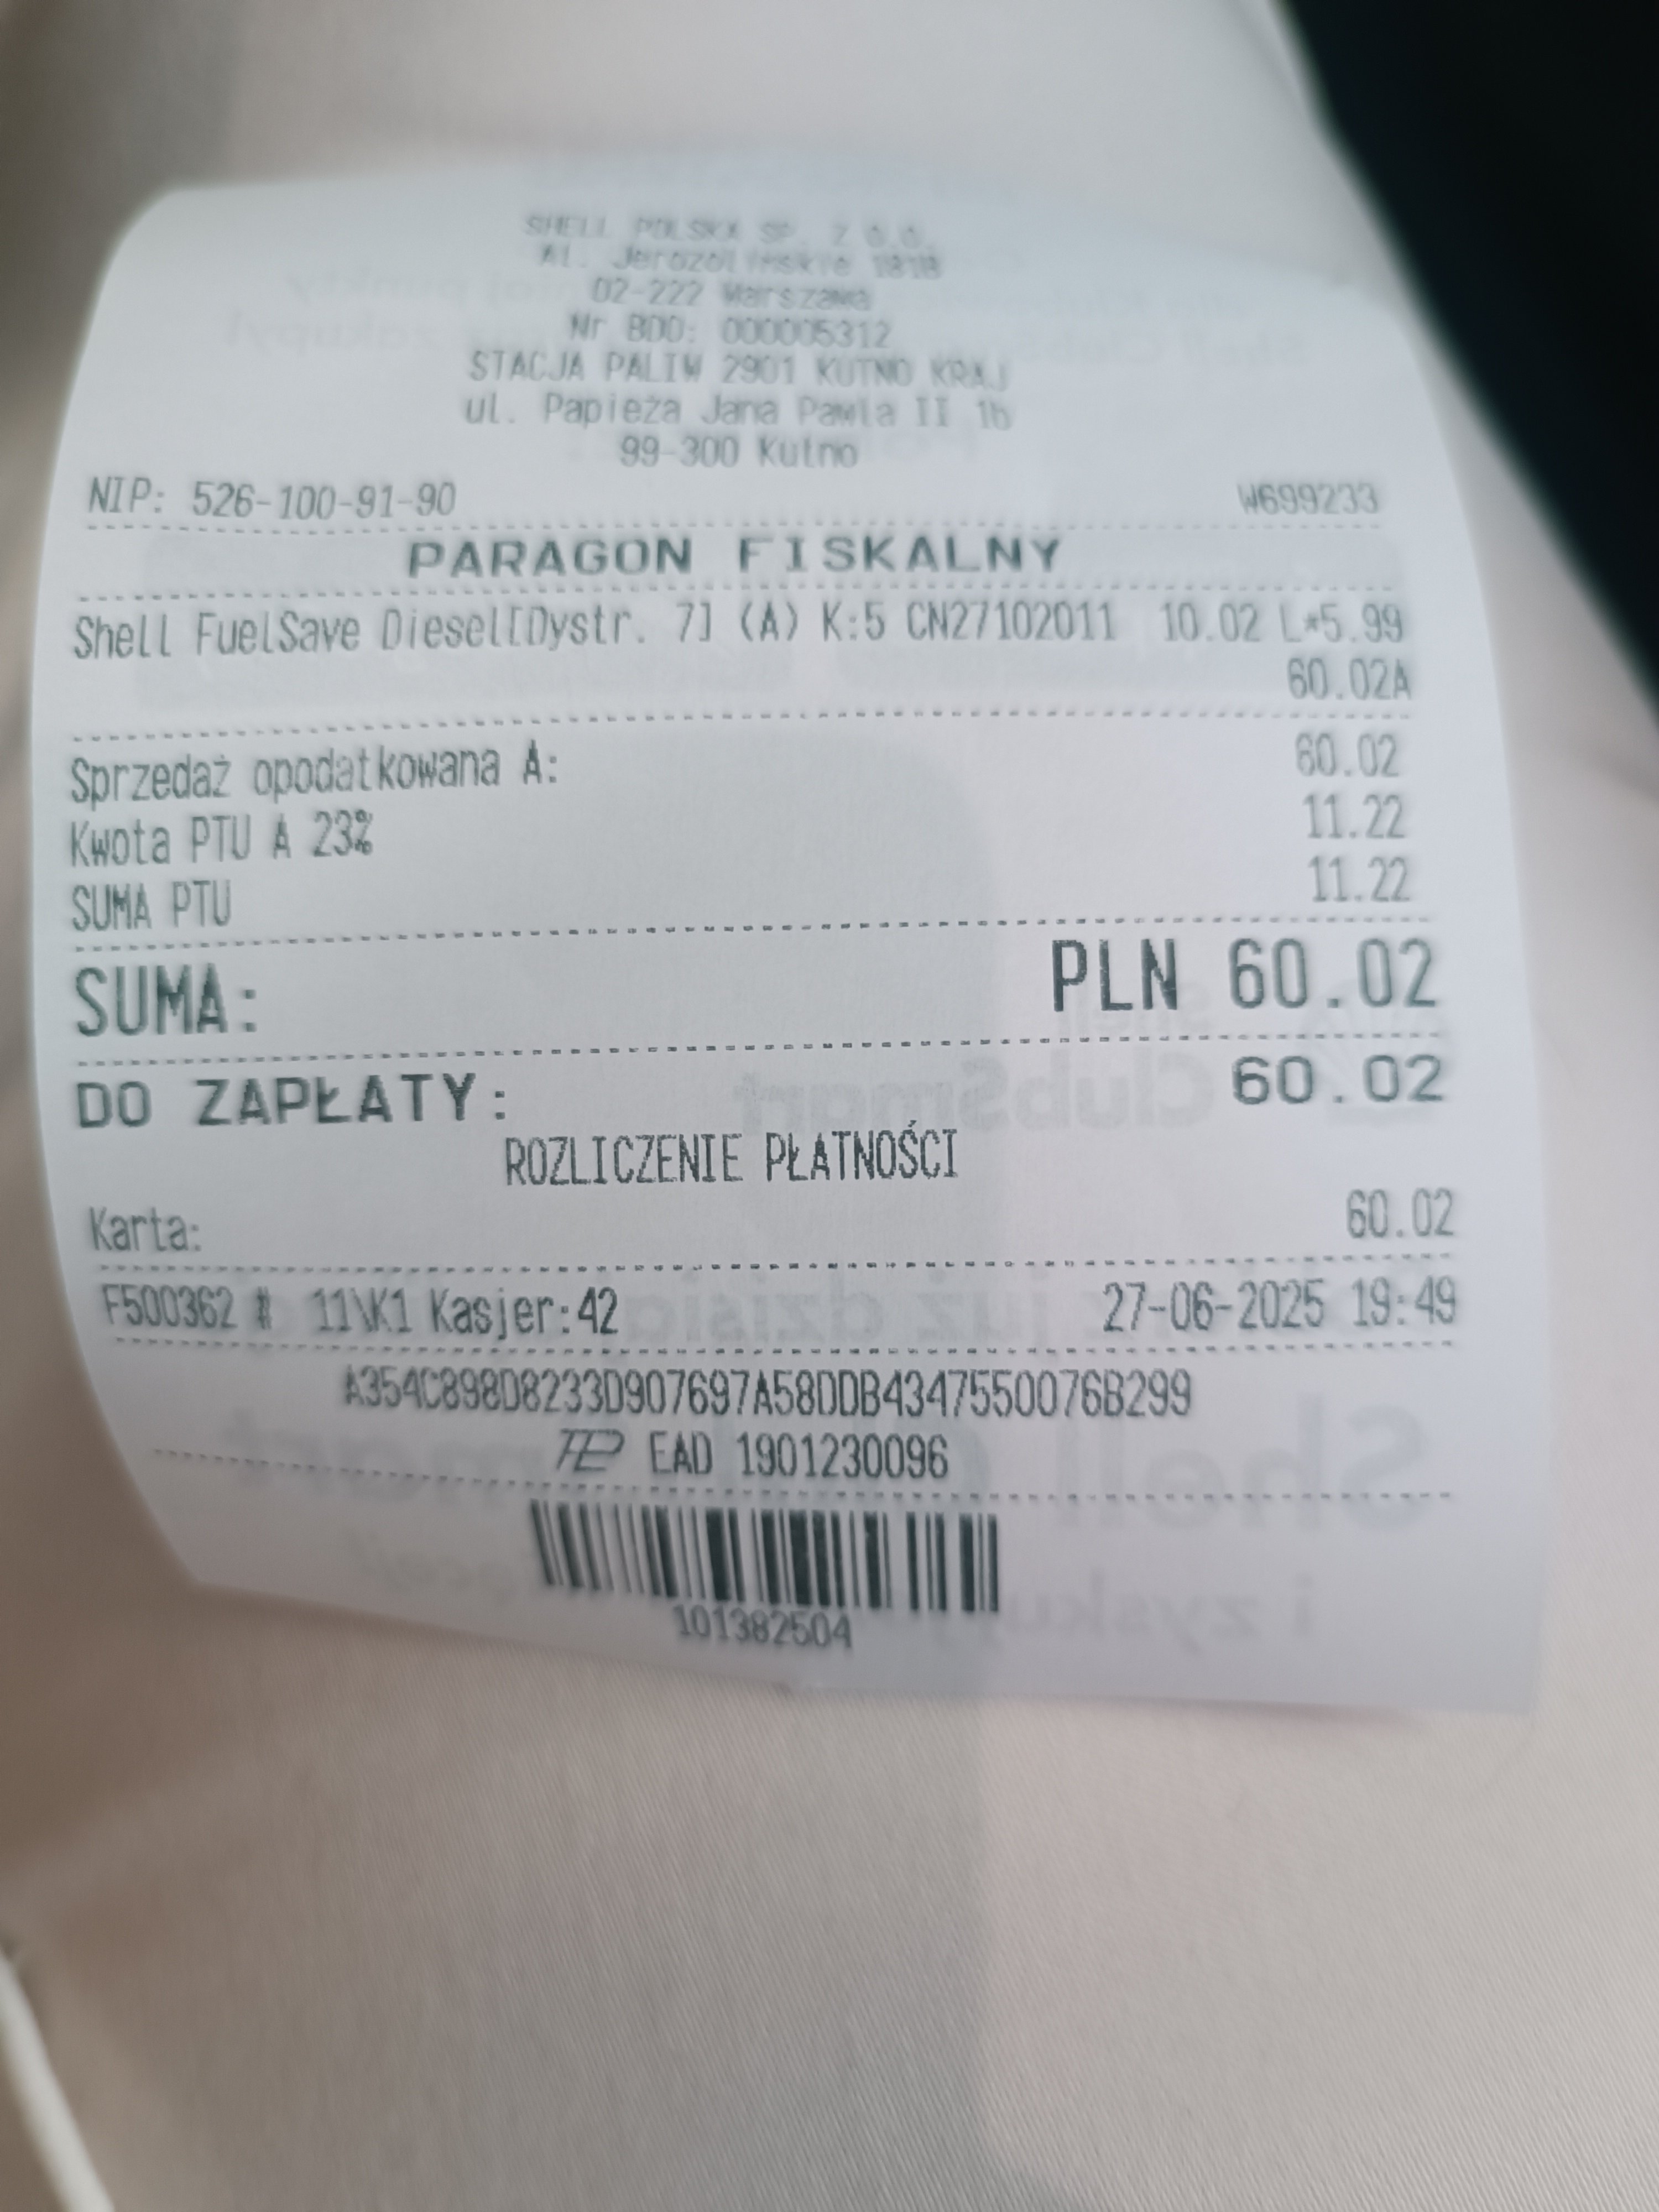 SHELL POLSKA SP. Z O.O.
Al. Jerozolimskie
02-222 Warszawa
Nr BDO: 000005312
STACJA PALIW 2901 KUTNO KRAJ
ul. Papieża Jana Pawła II 1b
99-300 Kutno
NIP: 526-100-91-90 W699233
PARAGON FISKALNY
Shell FuelSave Diesel[Dystr. 7] (A) K:5 CN27102011 10.02 L*5.99
60.02A
Sprzedaż opodatkowana A: 60.02
Kwota PTU A 23% 11.22
SUMA PTU 11.22
SUMA: PLN 60.02
DO ZAPŁATY: 60.02
ROZLICZENIE PŁATNOŚCI
Karta: 60.02
F500362 # 11\K1 Kasjer:42 27-06-2025 19:49
A354C898D8233D907697A58DDB4347550076B299
EAD 1901230096
101382504